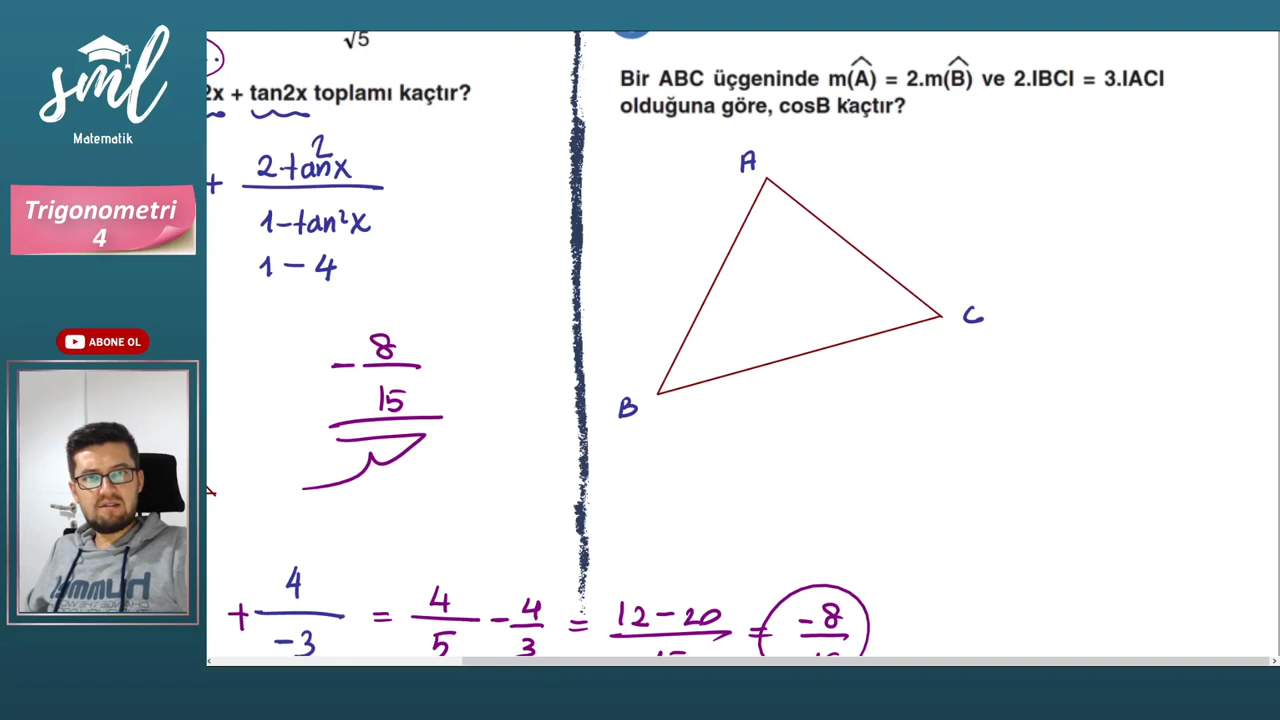 sml
Matematik
Trigonometri
4
ABONE OL
√5
2x + tan2x toplamı kaçtır?
+ 2·tanx 2
1-tan²x
1-4
- 8
15
+ 4/-3 = 4/5 - 4/3 = 12-20 = -8
Bir ABC üçgeninde m(Â) = 2.m(B̂) ve 2.IBCI = 3.IACI
olduğuna göre, cosB kaçtır?
A
C
B